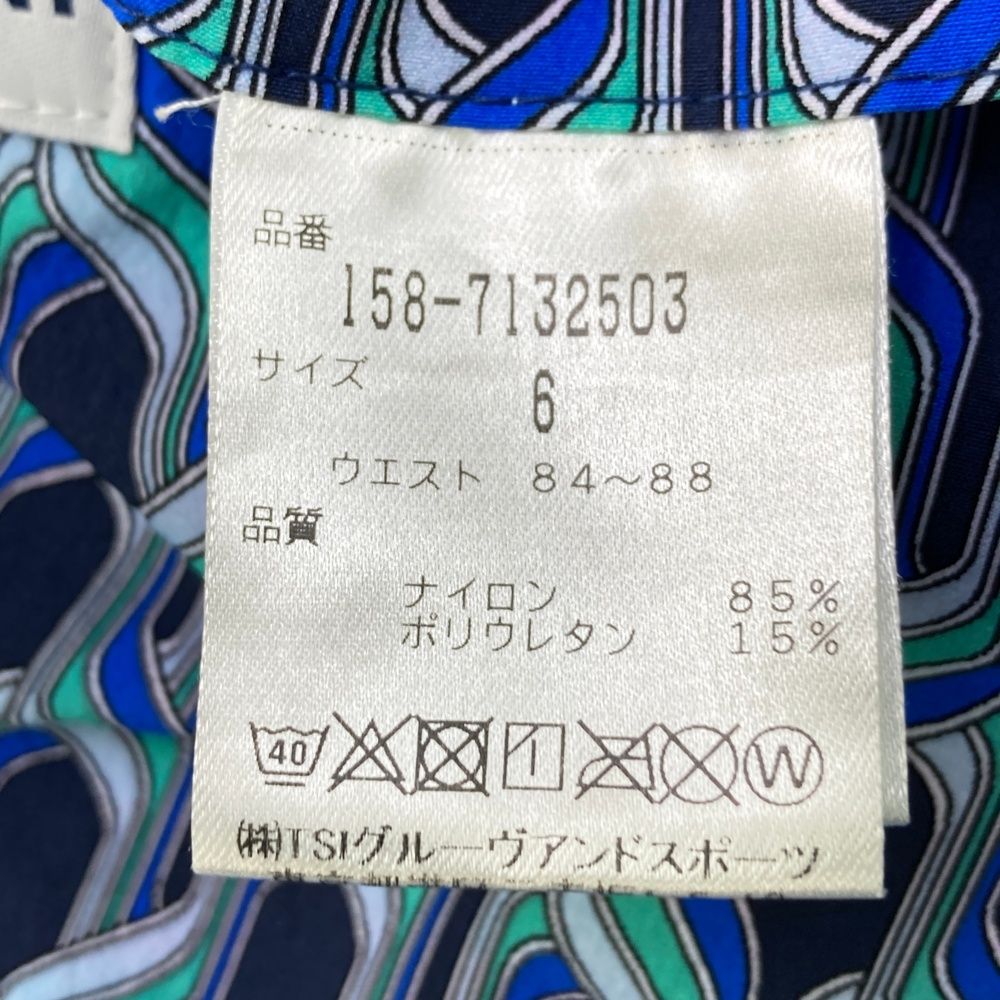 品番
158-7132503
サイズ
6
ウエスト 84～88
品質
ナイロン 85%
ポリウレタン 15%
40
W
(株)TSIグルーヴアンドスポーツ